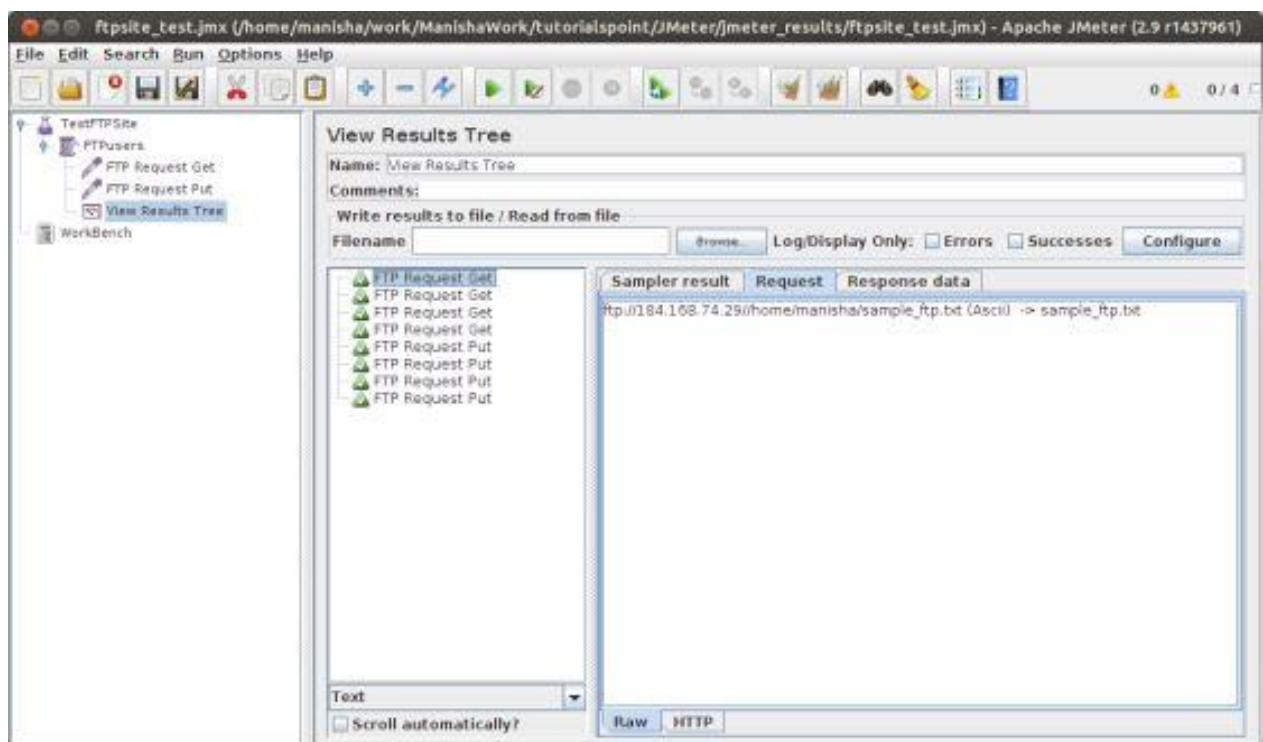 ftpsite_test.jmx (/home/manisha/work/ManishaWork/tutorialspoint/JMeter/jmeter_results/ftpsite_test.jmx) - Apache JMeter (2.9 r1437961)
File Edit Search Run Options Help
0 0 / 4
TestFTPSite
FTPusers
FTP Request Get
FTP Request Put
View Results Tree
WorkBench
View Results Tree
Name: View Results Tree
Comments:
Write results to file / Read from file
Filename Browse... Log/Display Only: Errors Successes Configure
FTP Request Get
FTP Request Get
FTP Request Get
FTP Request Get
FTP Request Put
FTP Request Put
FTP Request Put
FTP Request Put
Text
Scroll automatically?
Sampler result Request Response data
ftp://184.168.74.29//home/manisha/sample_ftp.txt (Ascii) -> sample_ftp.txt
Raw HTTP